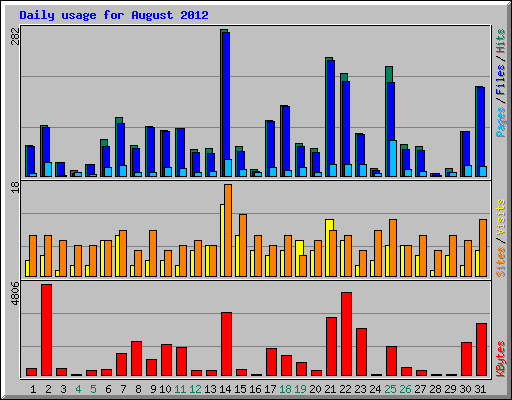 Daily usage for August 2012
282
Pages / Files / Hits
18
Sites / Visits
4806
KBytes
1 2 3 4 5 6 7 8 9 10 11 12 13 14 15 16 17 18 19 20 21 22 23 24 25 26 27 28 29 30 31